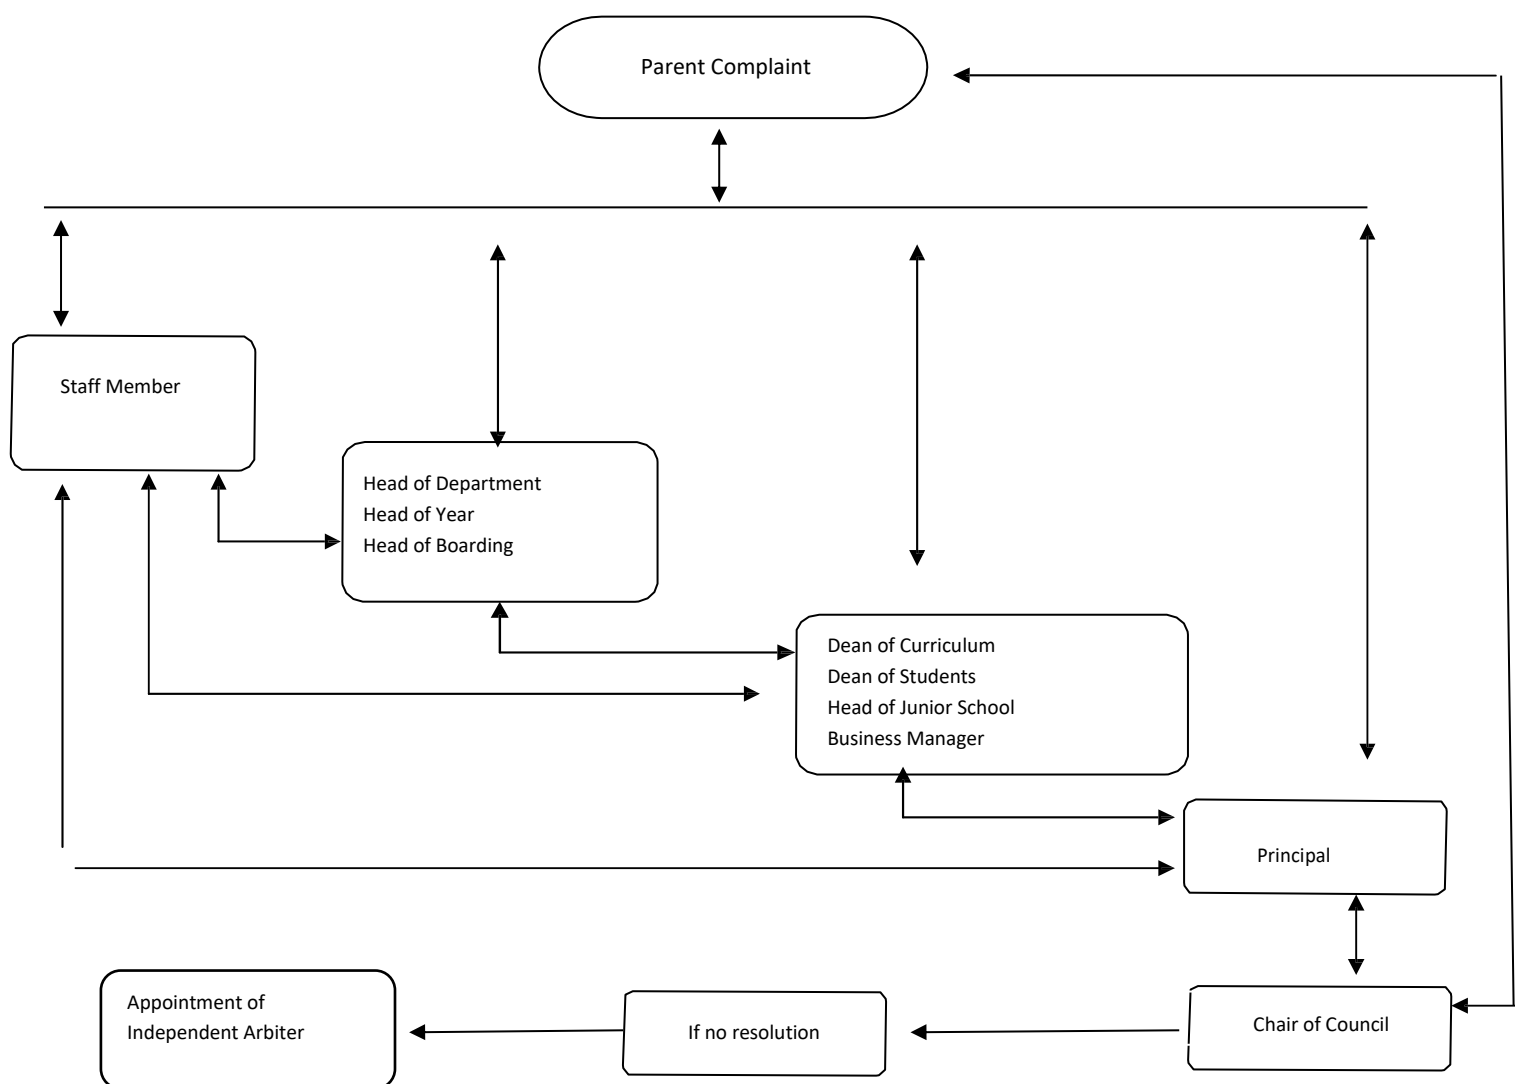 Parent Complaint
Staff Member
Head of Department
Head of Year
Head of Boarding
Dean of Curriculum
Dean of Students
Head of Junior School
Business Manager
Principal
Appointment of
Independent Arbiter
If no resolution
Chair of Council